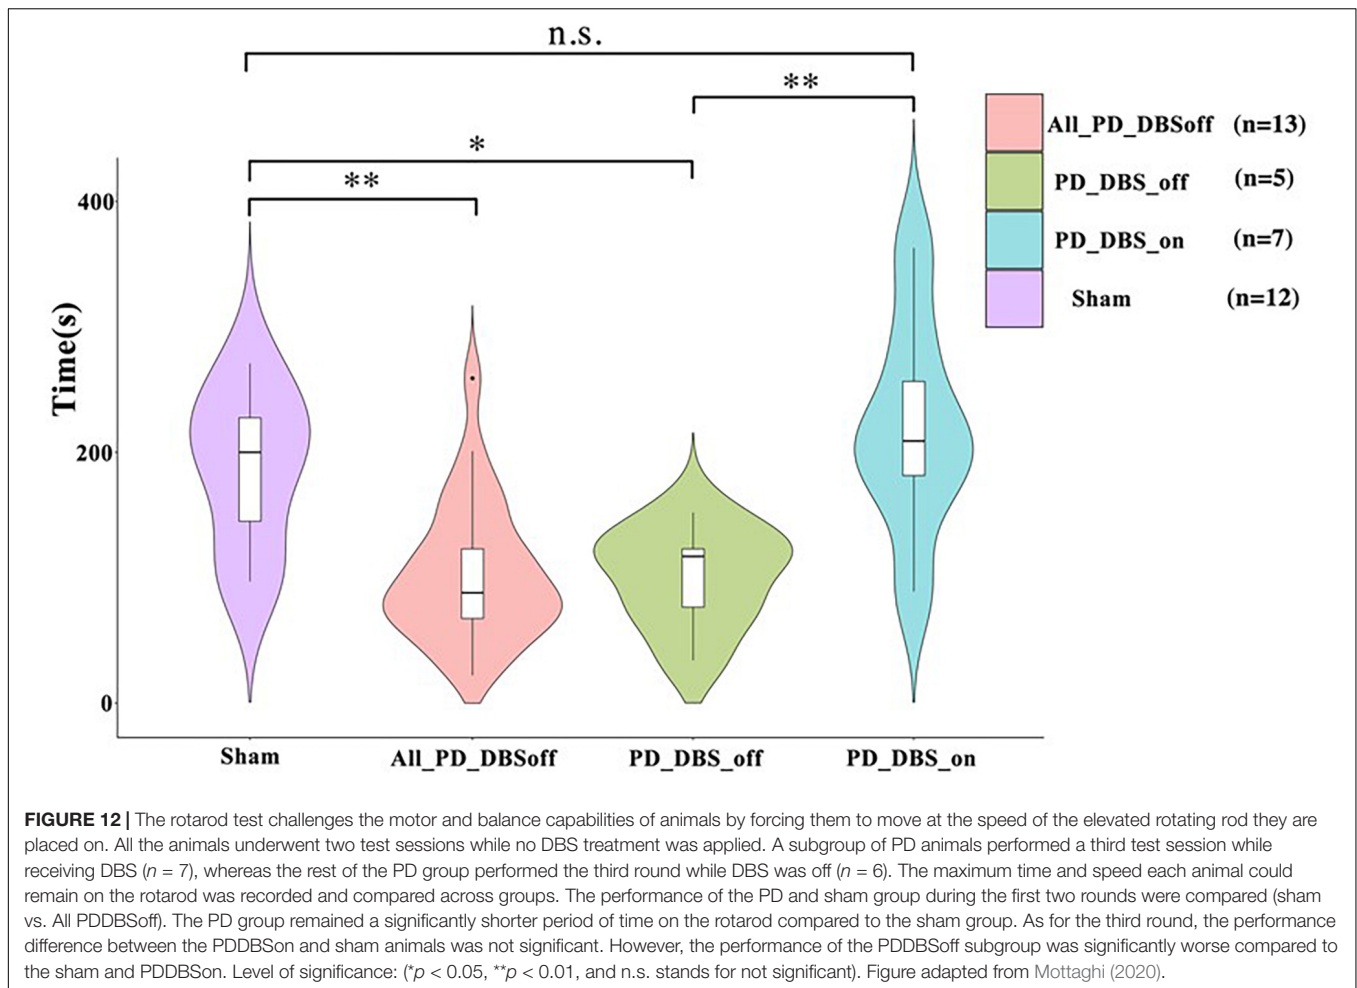 n.s.
**
*
**
All_PD_DBSoff (n=13)
PD_DBS_off (n=5)
PD_DBS_on (n=7)
Sham (n=12)
Time(s)
400
200
0
Sham All_PD_DBSoff PD_DBS_off PD_DBS_on
FIGURE 12 | The rotarod test challenges the motor and balance capabilities of animals by forcing them to move at the speed of the elevated rotating rod they are
placed on. All the animals underwent two test sessions while no DBS treatment was applied. A subgroup of PD animals performed a third test session while
receiving DBS (n = 7), whereas the rest of the PD group performed the third round while DBS was off (n = 6). The maximum time and speed each animal could
remain on the rotarod was recorded and compared across groups. The performance of the PD and sham group during the first two rounds were compared (sham
vs. All PDDBSoff). The PD group remained a significantly shorter period of time on the rotarod compared to the sham group. As for the third round, the performance
difference between the PDDBSon and sham animals was not significant. However, the performance of the PDDBSoff subgroup was significantly worse compared to
the sham and PDDBSon. Level of significance: (*p < 0.05, **p < 0.01, and n.s. stands for not significant). Figure adapted from Mottaghi (2020).